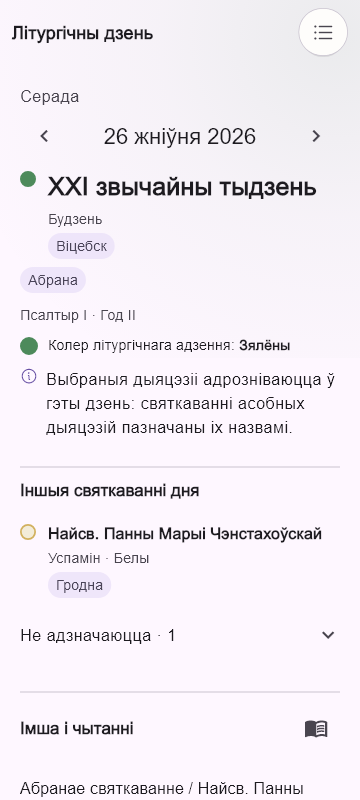 Літургічны дзень
Серада
26 жніўня 2026
XXI звычайны тыдзень
Будзень
Віцебск
Абрана
Псалтыр I · Год II
Колер літургічнага адзення: Зялёны
Выбраныя дыяцэзіі адрозніваюцца ў
гэты дзень: святкаванні асобных
дыяцэзій пазначаны іх назвамі.
Іншыя святкаванні дня
Найсв. Панны Марыі Чэнстахоўскай
Успамін · Белы
Гродна
Не адзначаюцца · 1
Імша і чытанні
Абранае святкаванне / Найсв. Панны